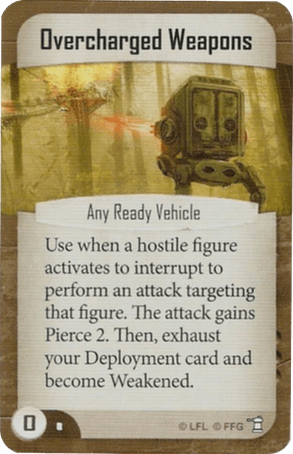 Overcharged Weapons
Any Ready Vehicle
Use when a hostile figure
activates to interrupt to
perform an attack targeting
that figure. The attack gains
Pierce 2. Then, exhaust
your Deployment card and
become Weakened.
0
© LFL © FFG